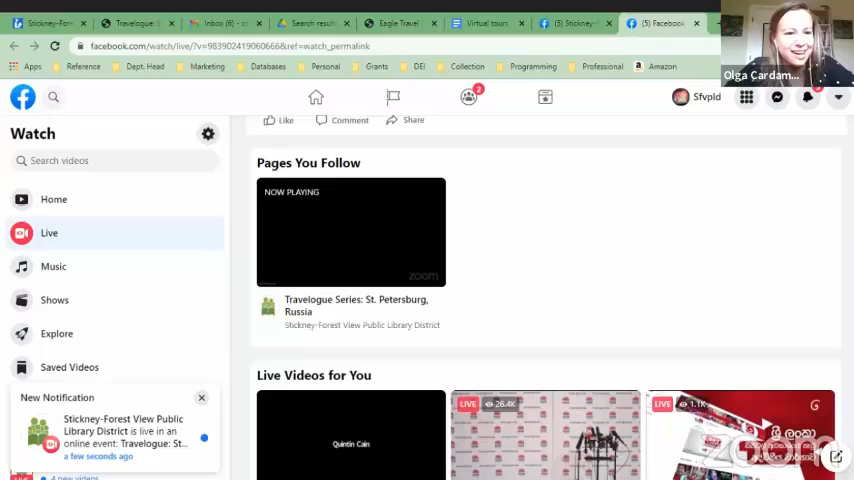 Stickney-Fore
Travelogue: S
Inbox (6) - c
Search result
Eagle Travel
Virtual tours
(5) Stickney-
(5) Facebook
facebook.com/watch/live/?v=983902419060666&ref=watch_permalink
Apps
Reference
Dept. Head
Marketing
Databases
Personal
Grants
DEI
Collection
Programming
Professional
Amazon
Olga Cardam...
2
Sfvpld
Watch
Like
Comment
Share
Search videos
Pages You Follow
Home
NOW PLAYING
Live
zoom
Music
Shows
Travelogue Series: St. Petersburg,
Russia
Stickney-Forest View Public Library District
Explore
Saved Videos
Live Videos for You
New Notification
Stickney-Forest View Public
Library District is live in an
online event: Travelogue: St...
a few seconds ago
4 new videos
Quintin Cain
LIVE
26.4K
LIVE
1.1K
zoom